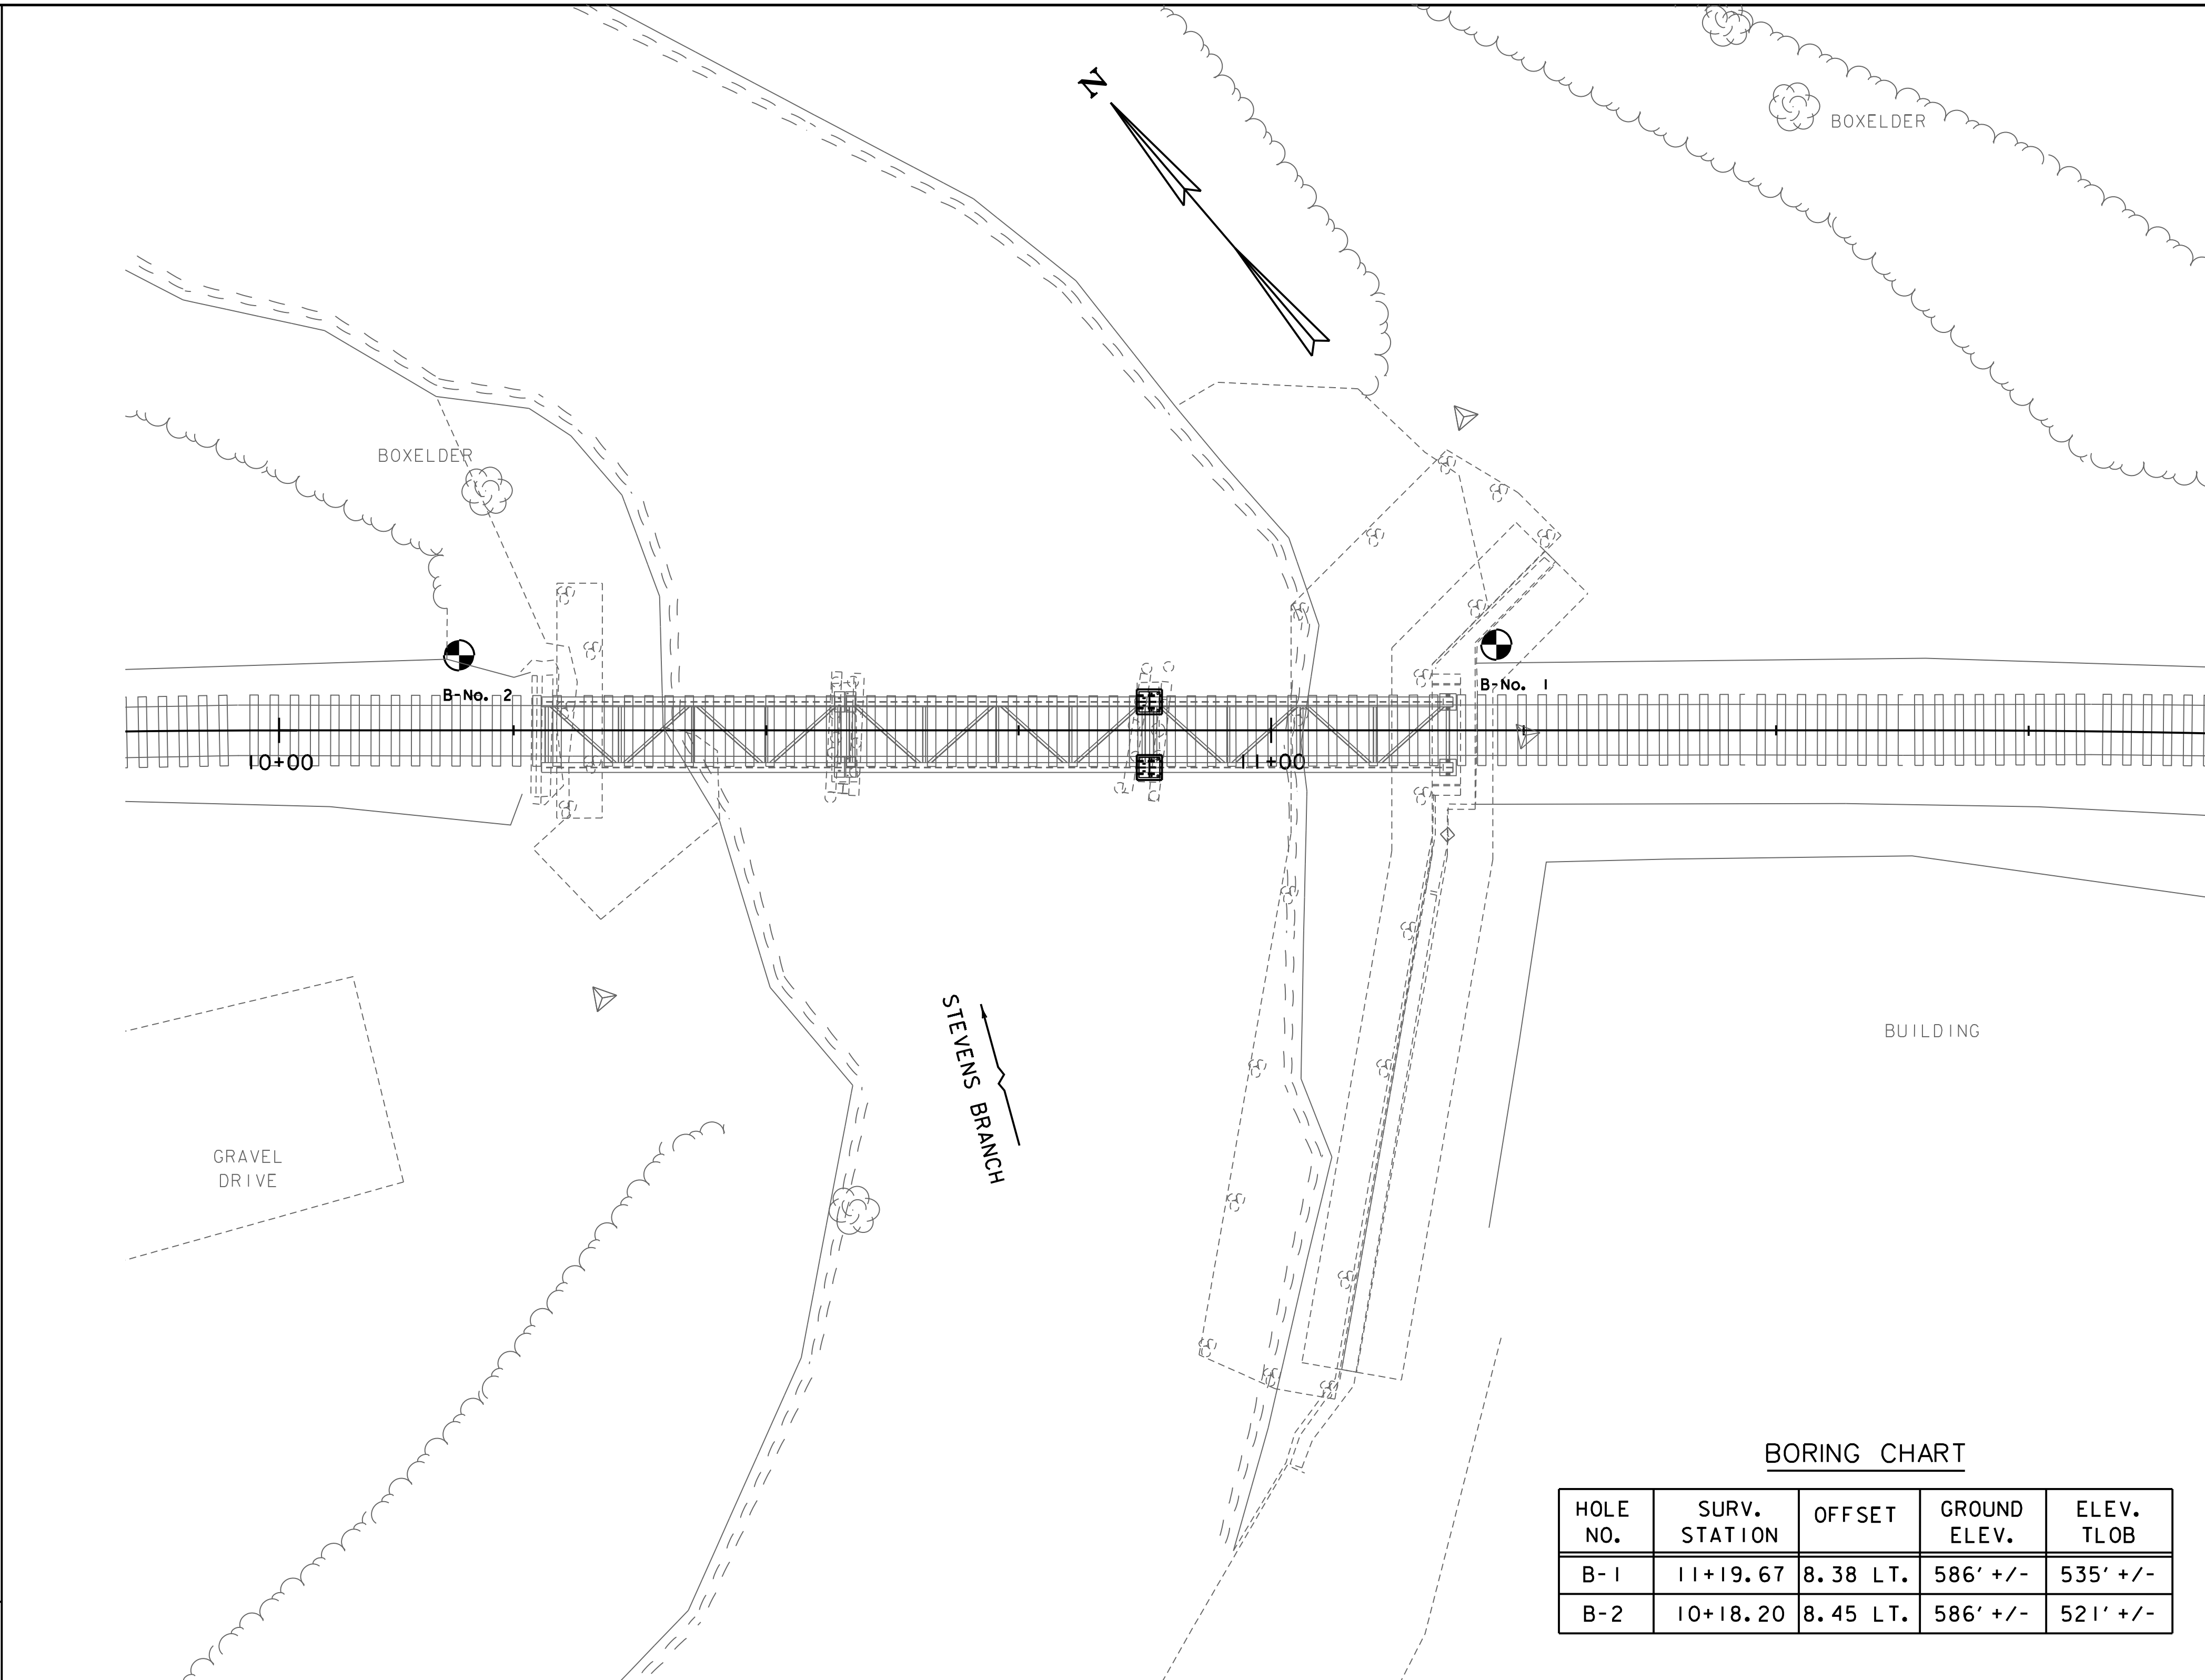 N
BOXELDER
BOXELDER
B-No. 2
B-No. 1
10+00
11+00
STEVENS BRANCH
BUILDING
GRAVEL
DRIVE
BORING CHART
HOLE NO. SURV. STATION OFFSET GROUND ELEV. ELEV. TLOB
B-1 11+19.67 8.38 LT. 586' +/- 535' +/-
B-2 10+18.20 8.45 LT. 586' +/- 521' +/-